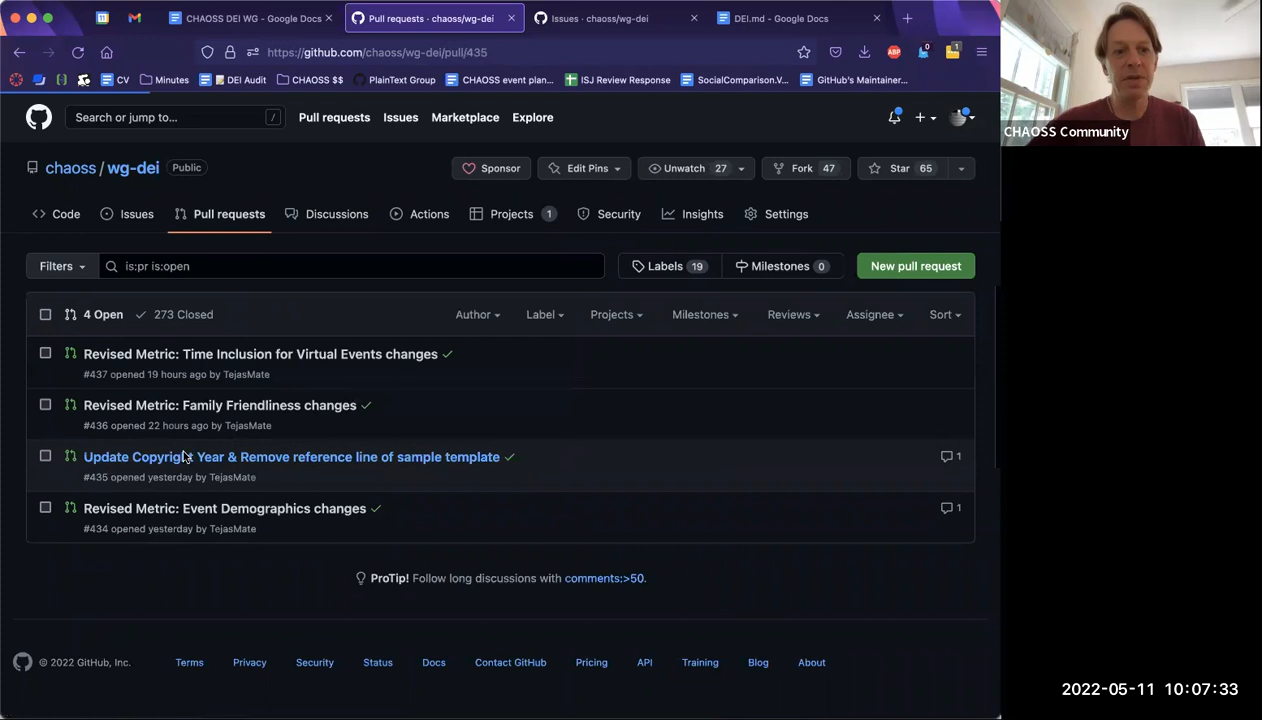 CHAOSS DEI WG - Google Docs
Pull requests · chaoss/wg-dei
Issues · chaoss/wg-dei
DEI.md - Google Docs
https://github.com/chaoss/wg-dei/pull/435
ABP
0
1
CV
Minutes
DEI Audit
CHAOSS $$
PlainText Group
CHAOSS event plan...
ISJ Review Response
SocialComparison.V...
GitHub's Maintainer...
CHAOSS Community
Search or jump to...
/
Pull requests
Issues
Marketplace
Explore
chaoss / wg-dei
Public
Sponsor
Edit Pins
Unwatch 27
Fork 47
Star 65
Code
Issues
Pull requests
Discussions
Actions
Projects 1
Security
Insights
Settings
Filters
is:pr is:open
Labels 19
Milestones 0
New pull request
4 Open
273 Closed
Author
Label
Projects
Milestones
Reviews
Assignee
Sort
Revised Metric: Time Inclusion for Virtual Events changes
#437 opened 19 hours ago by TejasMate
Revised Metric: Family Friendliness changes
#436 opened 22 hours ago by TejasMate
Update Copyright Year & Remove reference line of sample template
1
#435 opened yesterday by TejasMate
Revised Metric: Event Demographics changes
1
#434 opened yesterday by TejasMate
ProTip! Follow long discussions with comments:>50.
© 2022 GitHub, Inc.
Terms
Privacy
Security
Status
Docs
Contact GitHub
Pricing
API
Training
Blog
About
2022-05-11 10:07:33